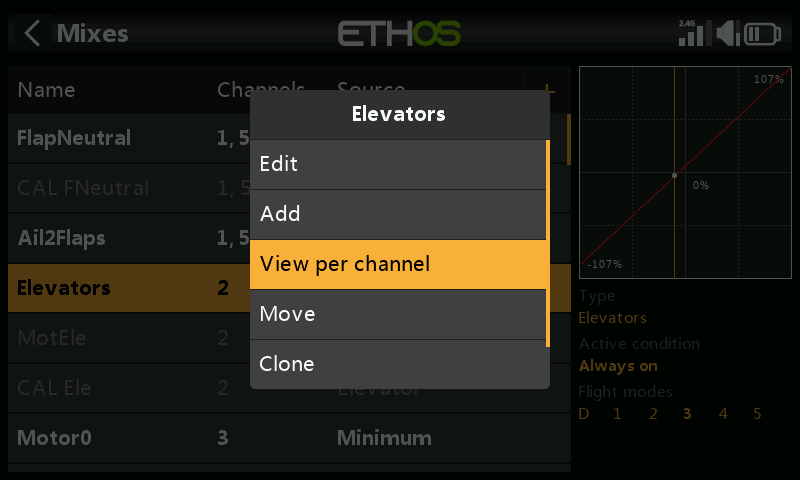 Mixes
ETHOS
2.4G
Name Channels Source +
FlapNeutral 1, 5
CAL FNeutral 1, 5
Ail2Flaps 1, 5
Elevators 2
MotEle 2
CAL Ele 2 Elevator
Motor0 3 Minimum
Elevators
Edit
Add
View per channel
Move
Clone
107%
0%
-107%
Type
Elevators
Active condition
Always on
Flight modes
D 1 2 3 4 5